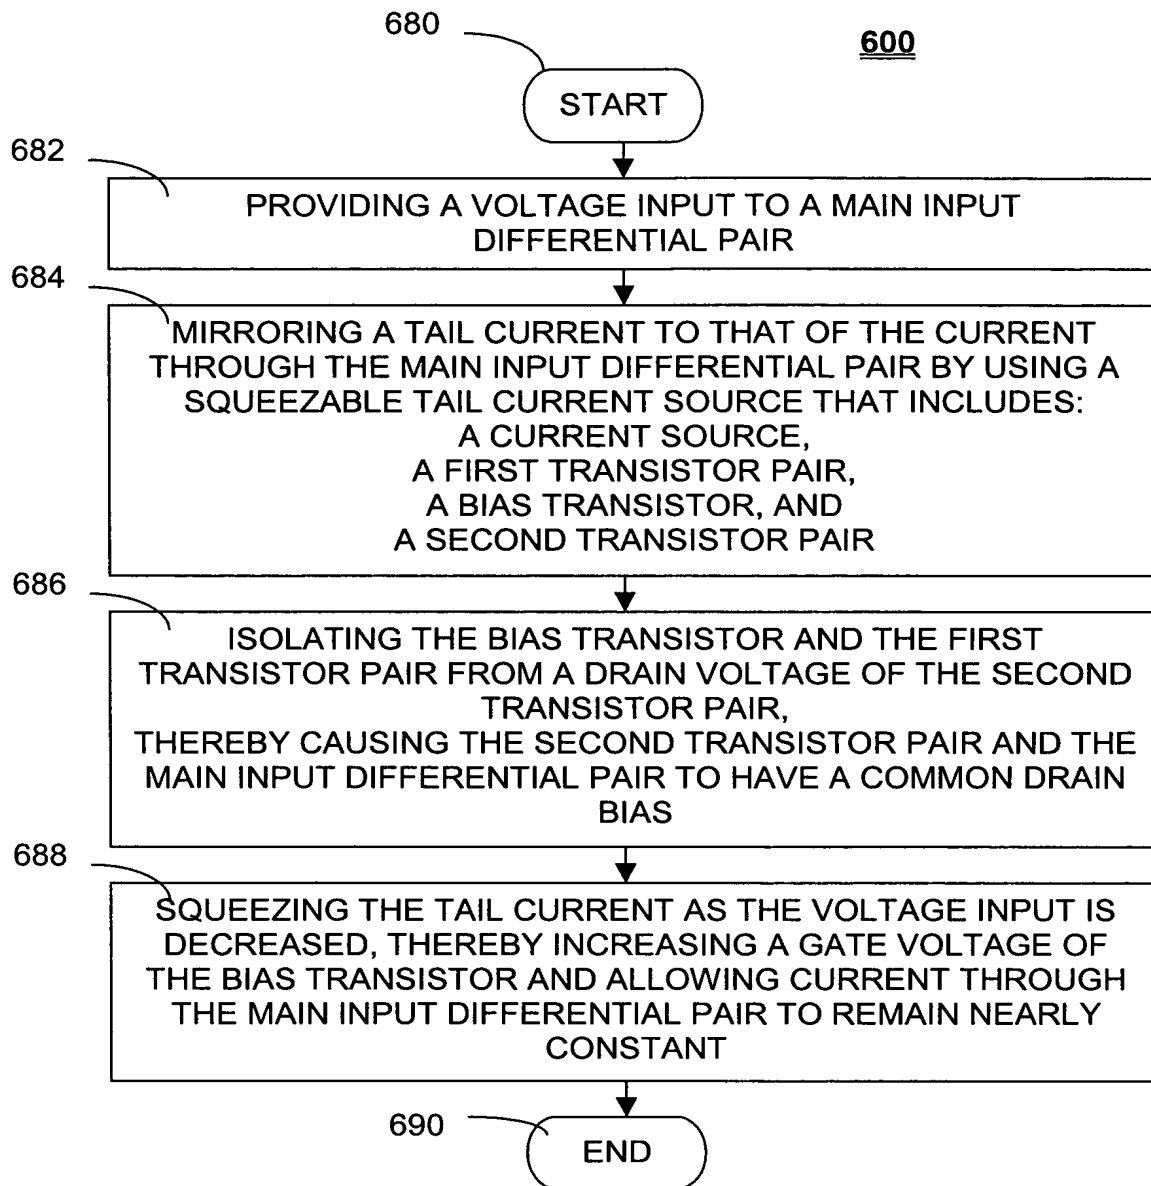 680
600
START
682
PROVIDING A VOLTAGE INPUT TO A MAIN INPUT
DIFFERENTIAL PAIR
684
MIRRORING A TAIL CURRENT TO THAT OF THE CURRENT
THROUGH THE MAIN INPUT DIFFERENTIAL PAIR BY USING A
SQUEEZABLE TAIL CURRENT SOURCE THAT INCLUDES:
A CURRENT SOURCE,
A FIRST TRANSISTOR PAIR,
A BIAS TRANSISTOR, AND
A SECOND TRANSISTOR PAIR
686
ISOLATING THE BIAS TRANSISTOR AND THE FIRST
TRANSISTOR PAIR FROM A DRAIN VOLTAGE OF THE SECOND
TRANSISTOR PAIR,
THEREBY CAUSING THE SECOND TRANSISTOR PAIR AND THE
MAIN INPUT DIFFERENTIAL PAIR TO HAVE A COMMON DRAIN
BIAS
688
SQUEEZING THE TAIL CURRENT AS THE VOLTAGE INPUT IS
DECREASED, THEREBY INCREASING A GATE VOLTAGE OF
THE BIAS TRANSISTOR AND ALLOWING CURRENT THROUGH
THE MAIN INPUT DIFFERENTIAL PAIR TO REMAIN NEARLY
CONSTANT
690
END